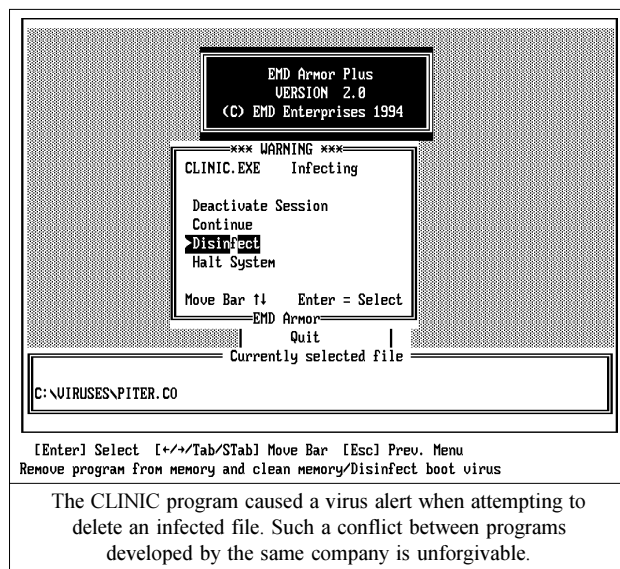 EMD Armor Plus
VERSION 2.0
(C) EMD Enterprises 1994
*** WARNING ***
CLINIC.EXE Infecting
Deactivate Session
Continue
►Disinfect
Halt System
Move Bar ↑↓ Enter = Select
EMD Armor
Quit
Currently selected file
C:\VIRUSES\PITER.CO
[Enter] Select [←/→/Tab/STab] Move Bar [Esc] Prev. Menu
Remove program from memory and clean memory/Disinfect boot virus
The CLINIC program caused a virus alert when attempting to
delete an infected file. Such a conflict between programs
developed by the same company is unforgivable.